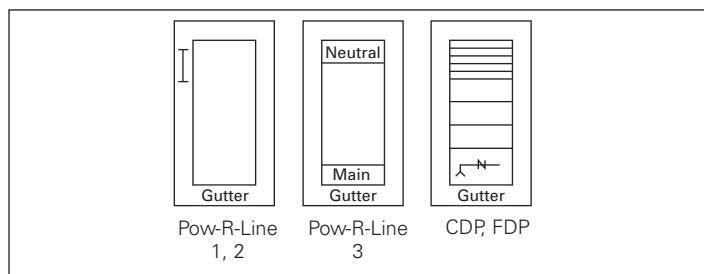 Neutral
N
Main
Gutter
Gutter
Gutter
Pow-R-Line
1, 2
Pow-R-Line
3
CDP, FDP